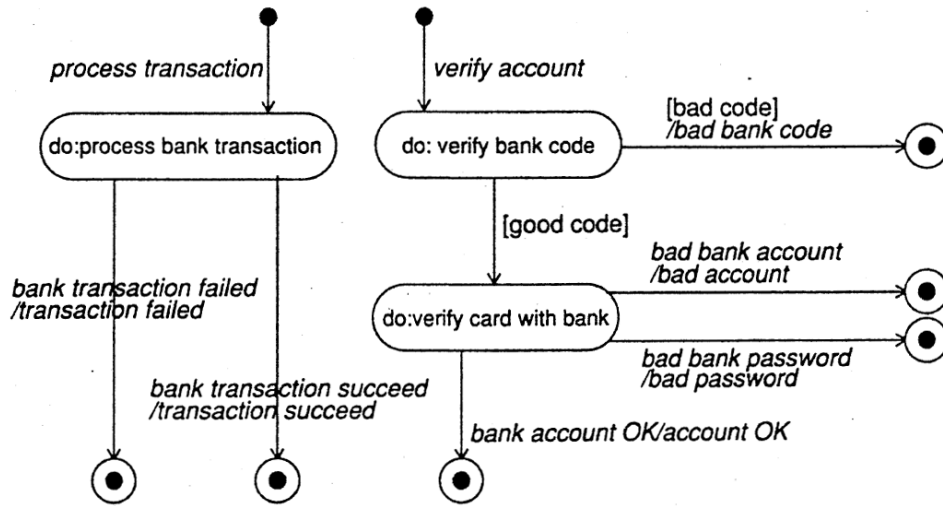 process transaction
verify account
[bad code]
/bad bank code
do:process bank transaction
do: verify bank code
[good code]
bad bank account
/bad account
bank transaction failed
/transaction failed
do:verify card with bank
bad bank password
/bad password
bank transaction succeed
/transaction succeed
bank account OK/account OK